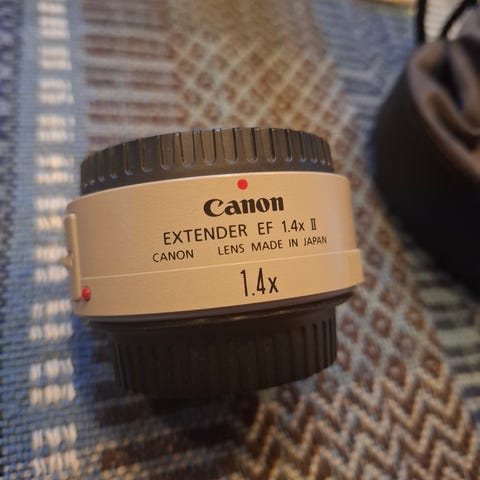 Canon
EXTENDER EF 1.4x II
CANON LENS MADE IN JAPAN
1.4x